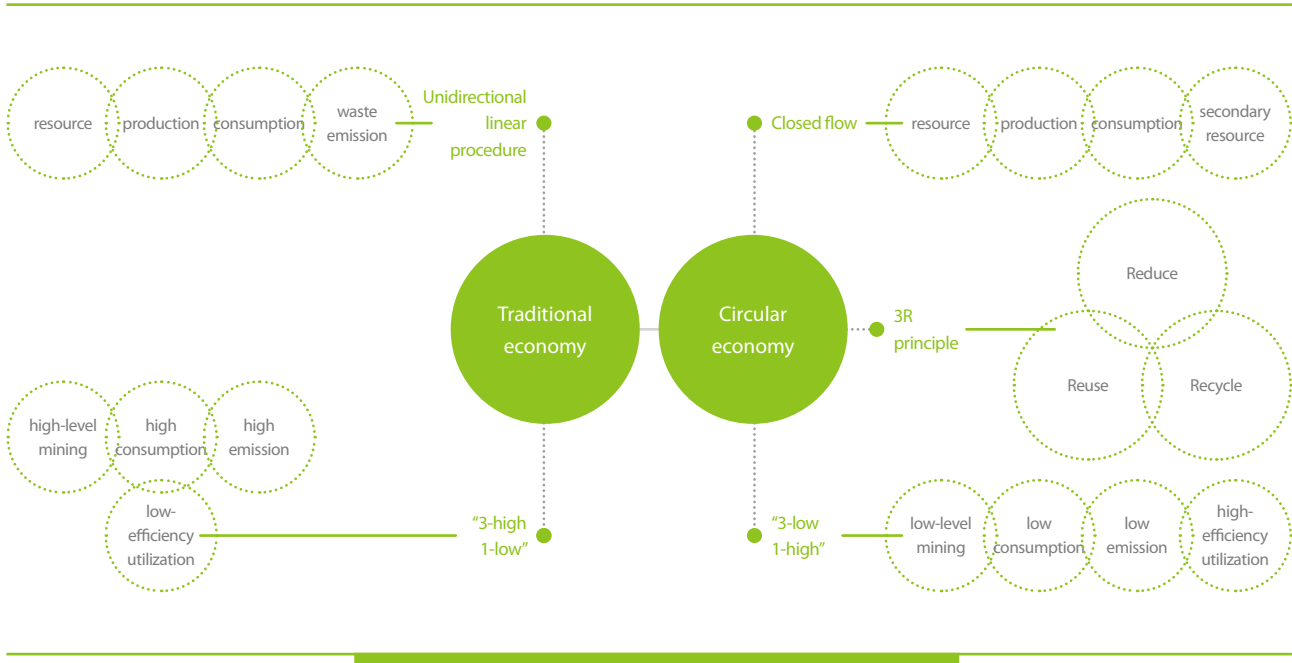 resource
production
consumption
waste
emission
Unidirectional
linear
procedure
Closed flow
resource
production
consumption
secondary
resource
Traditional
economy
Circular
economy
3R
principle
Reduce
Reuse
Recycle
high-level
mining
high
consumption
high
emission
low-
efficiency
utilization
“3-high
1-low”
“3-low
1-high”
low-level
mining
low
consumption
low
emission
high-
efficiency
utilization